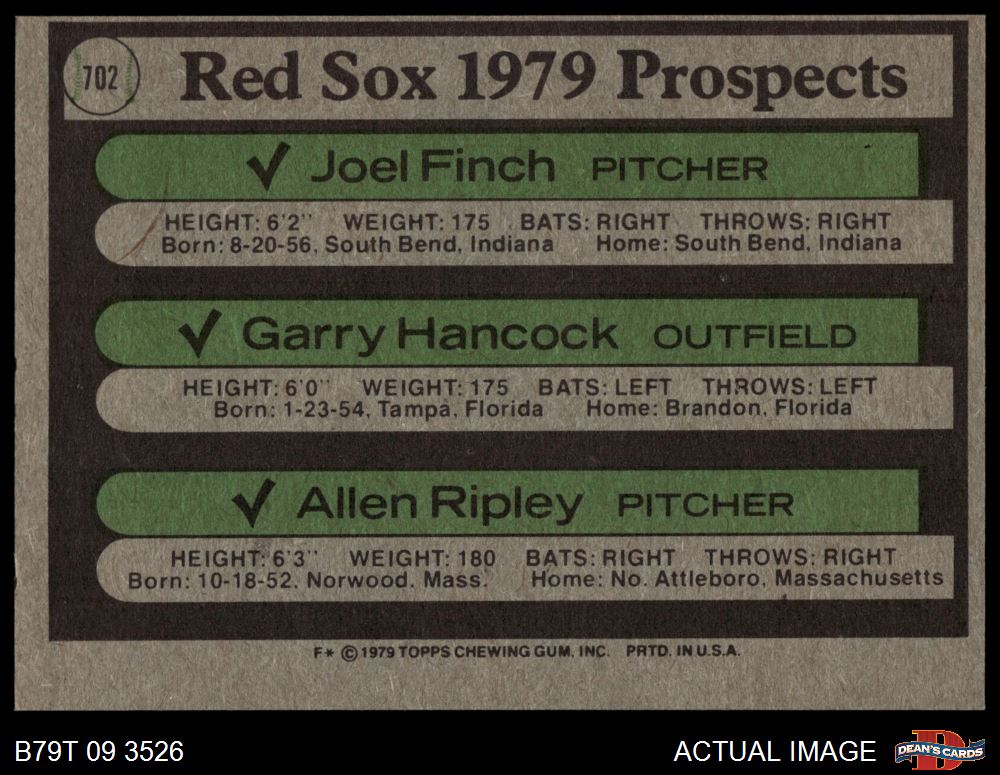 702
Red Sox 1979 Prospects
✓ Joel Finch PITCHER
HEIGHT: 6'2" WEIGHT: 175 BATS: RIGHT THROWS: RIGHT
Born: 8-20-56, South Bend, Indiana Home: South Bend, Indiana
✓ Garry Hancock OUTFIELD
HEIGHT: 6'0" WEIGHT: 175 BATS: LEFT THROWS: LEFT
Born: 1-23-54, Tampa, Florida Home: Brandon, Florida
✓ Allen Ripley PITCHER
HEIGHT: 6'3" WEIGHT: 180 BATS: RIGHT THROWS: RIGHT
Born: 10-18-52, Norwood, Mass. Home: No. Attleboro, Massachusetts
F* © 1979 TOPPS CHEWING GUM, INC. PRTD. IN U.S.A.
B79T 09 3526 ACTUAL IMAGE DEAN'S CARDS